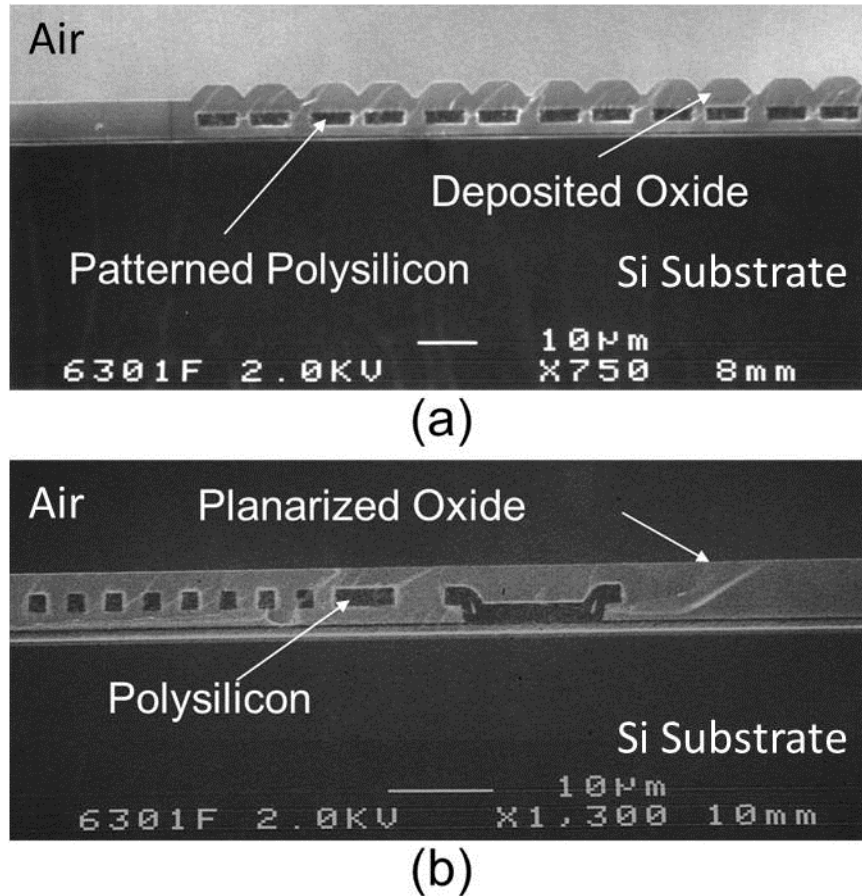 Air
Deposited Oxide
Patterned Polysilicon
Si Substrate
10μm
6301F 2.0KV X750 8mm
(a)
Air
Planarized Oxide
Polysilicon
Si Substrate
10μm
6301F 2.0KV X1,300 10mm
(b)